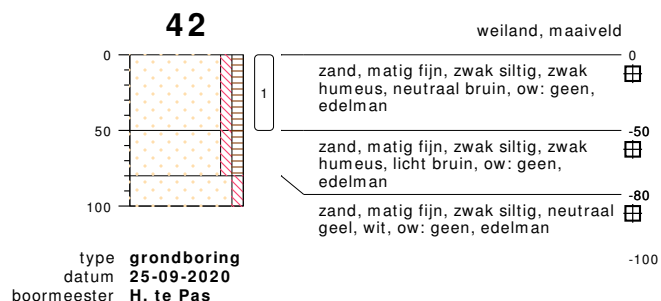 42
weiland, maaiveld
0
0
1
zand, matig fijn, zwak siltig, zwak
humeus, neutraal bruin, ow: geen,
edelman
50
-50
zand, matig fijn, zwak siltig, zwak
humeus, licht bruin, ow: geen,
edelman
-80
zand, matig fijn, zwak siltig, neutraal
geel, wit, ow: geen, edelman
100
-100
type grondboring
datum 25-09-2020
boormeester H. te Pas